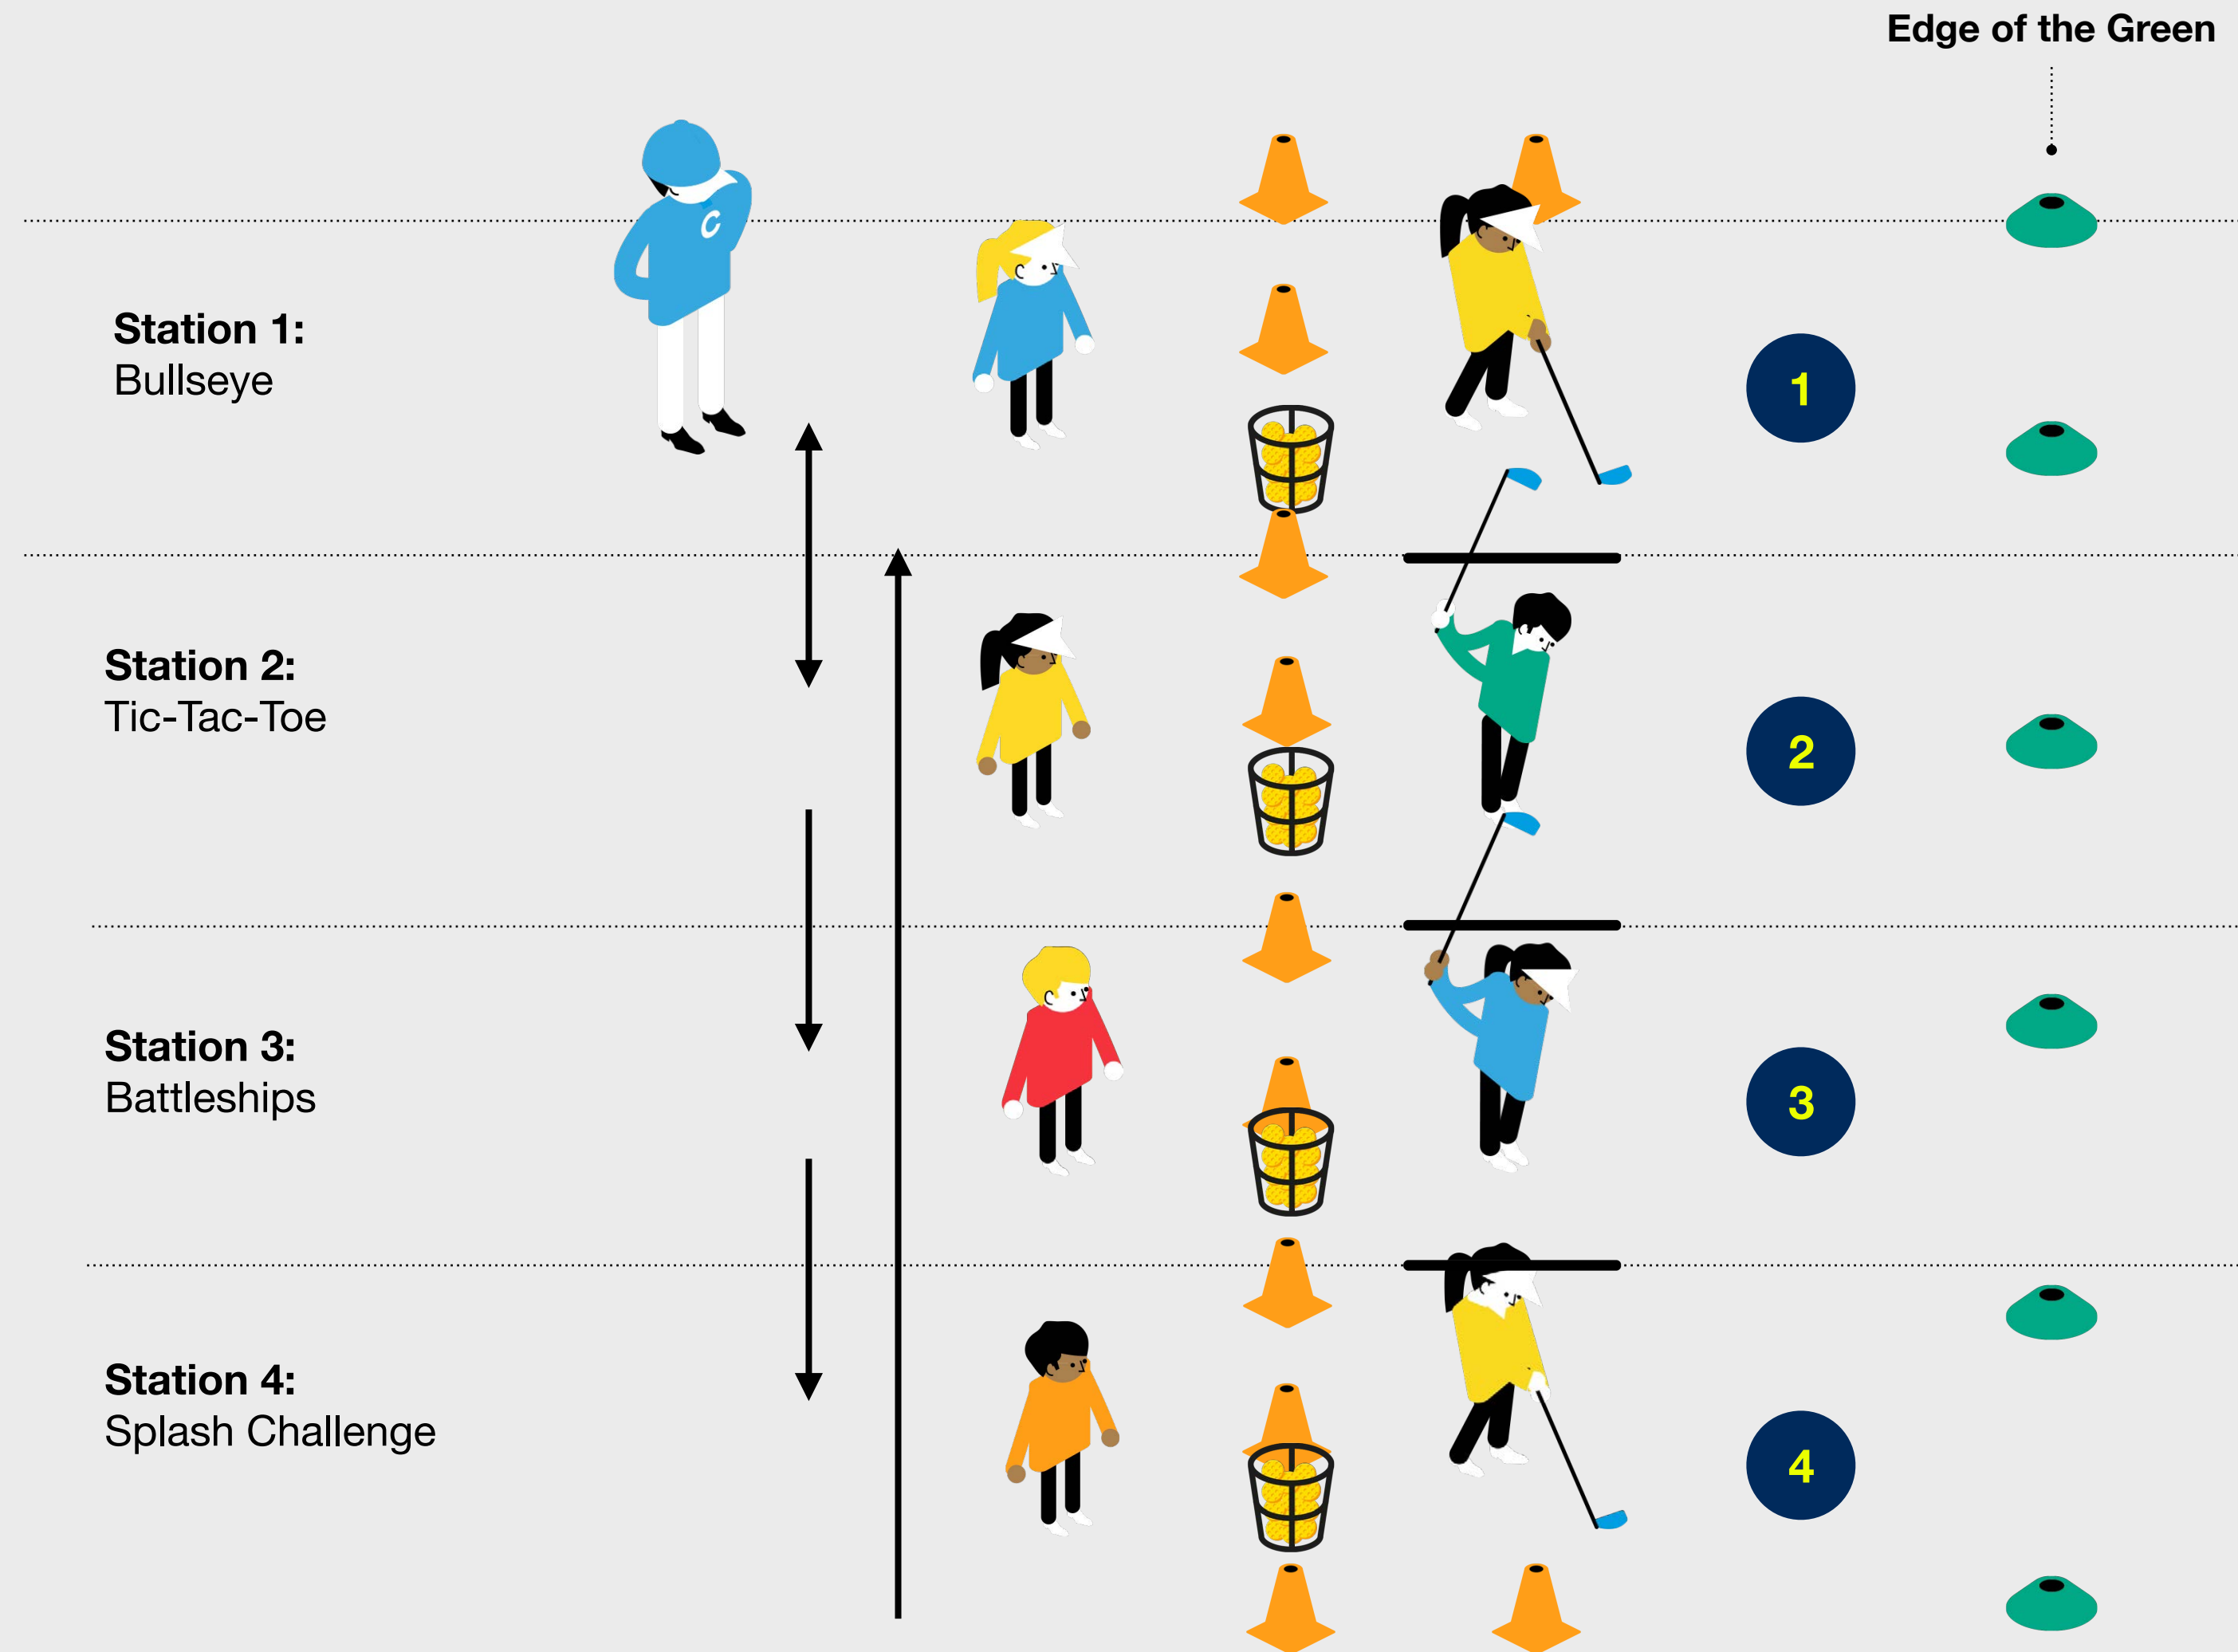 Edge of the Green
Station 1:
Bullseye
1
Station 2:
Tic-Tac-Toe
2
Station 3:
Battleships
3
Station 4:
Splash Challenge
4